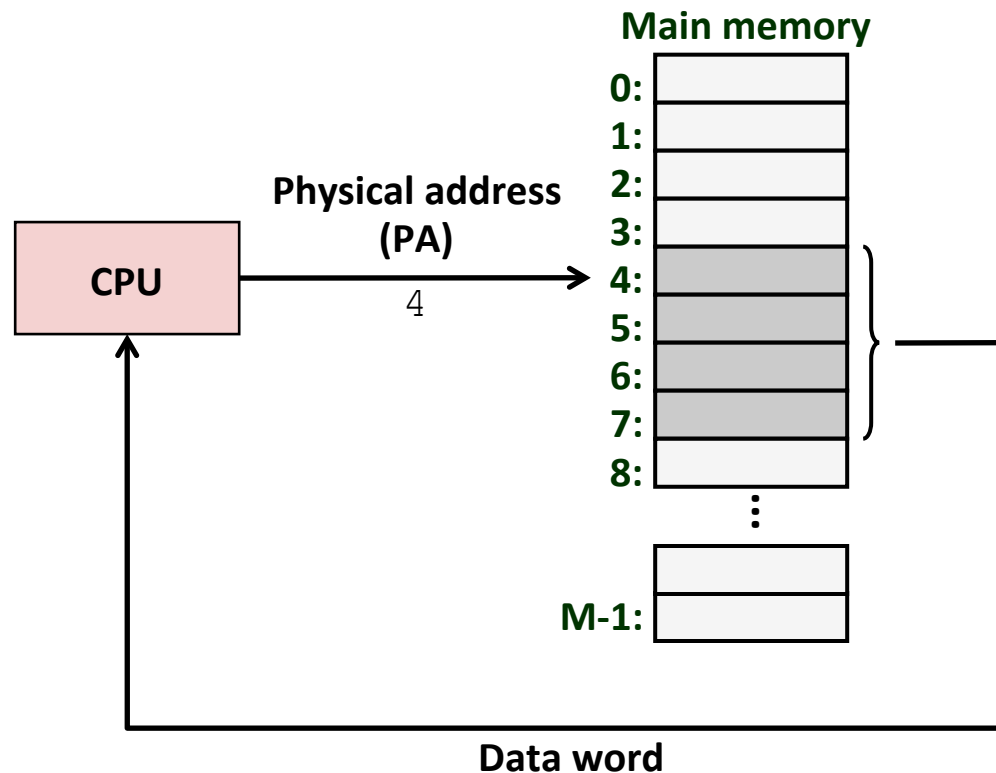 Main memory
0:
1:
2:
Physical address
(PA)
3:
CPU
4
4:
5:
6:
7:
8:
M-1:
Data word